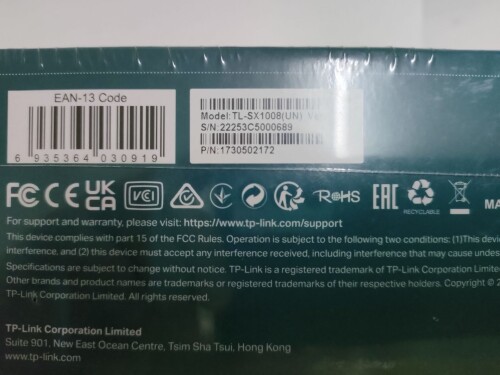 EAN-13 Code
6 935364 030919
Model: TL-SX1008(UN)
S/N: 22253C5000689
P/N: 1730502172
FC CE UK CA VCI RoHS EAC RECYCLABLE MA
For support and warranty, please visit: https://www.tp-link.com/support
This device complies with part 15 of the FCC Rules. Operation is subject to the following two conditions: (1)This dev
interference, and (2) this device must accept any interference received, including interference that may cause undes
Specifications are subject to change without notice. TP-Link is a registered trademark of TP-Link Corporation Limite
Other brands and product names are trademarks or registered trademarks of their respective holders. Copyright © 2
TP-Link Corporation Limited. All rights reserved.
TP-Link Corporation Limited
Suite 901, New East Ocean Centre, Tsim Sha Tsui, Hong Kong
www.tp-link.com